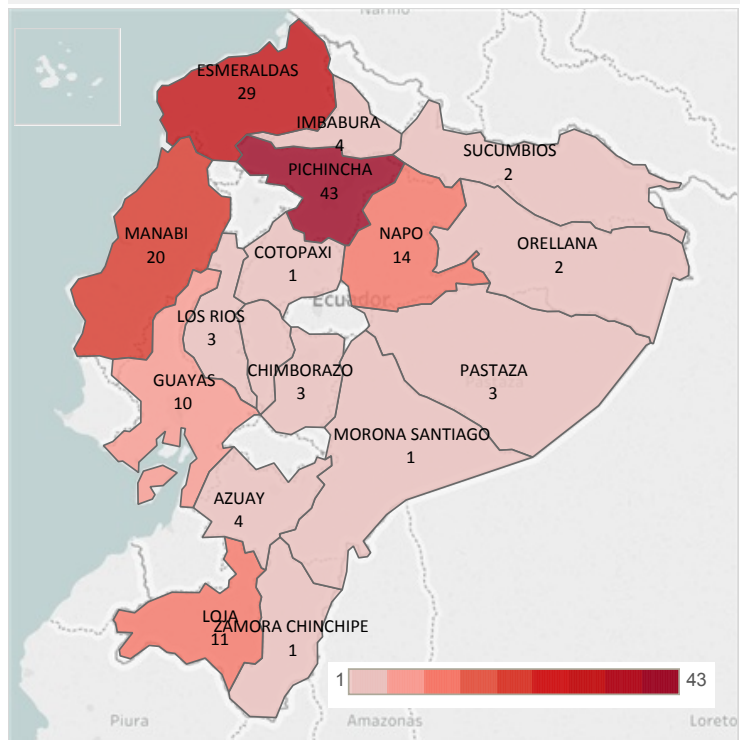 Nariño
ESMERALDAS
29
IMBABURA
4
SUCUMBIOS
2
PICHINCHA
43
MANABI
20
NAPO
14
ORELLANA
2
COTOPAXI
1
Ecuador
LOS RIOS
3
CHIMBORAZO
3
PASTAZA
3
Pastaza
GUAYAS
10
MORONA SANTIAGO
1
AZUAY
4
LOJA
11
ZAMORA CHINCHIPE
1
1
43
Piura
Amazonas
Loreto